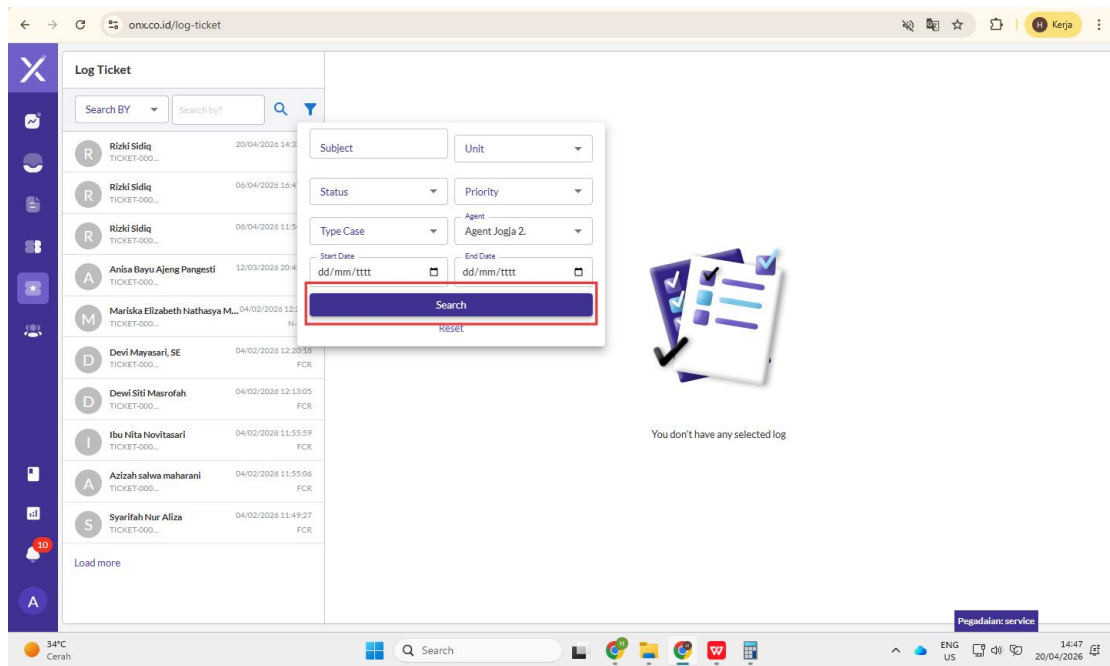 onx.co.id/log-ticket
Kerja
Log Ticket
Search BY
Search by?
R
Rizki Sidiq
20/04/2026 14:3
TICKET-000...
R
Rizki Sidiq
06/04/2026 16:4
TICKET-000...
R
Rizki Sidiq
06/04/2026 11:5
TICKET-000...
A
Anisa Bayu Ajeng Pangesti
12/03/2026 20:4
TICKET-000...
M
Mariska Elizabeth Nathasya M...
04/02/2026 12:
TICKET-000...
N-
D
Devi Mayasari, SE
04/02/2026 12:20:18
TICKET-000...
FCR
D
Dewi Siti Masrofah
04/02/2026 12:13:05
TICKET-000...
FCR
I
Ibu Nita Novitasari
04/02/2026 11:55:59
TICKET-000...
FCR
A
Azizah salwa maharani
04/02/2026 11:55:06
TICKET-000...
FCR
S
Syarifah Nur Aliza
04/02/2026 11:49:27
TICKET-000...
FCR
Load more
Subject
Unit
Status
Priority
Type Case
Agent
Agent Jogja 2.
Start Date
dd/mm/tttt
End Date
dd/mm/tttt
Search
Reset
You don't have any selected log
10
A
Pegadaian: service
34°C
Cerah
Search
ENG
US
14:47
20/04/2026